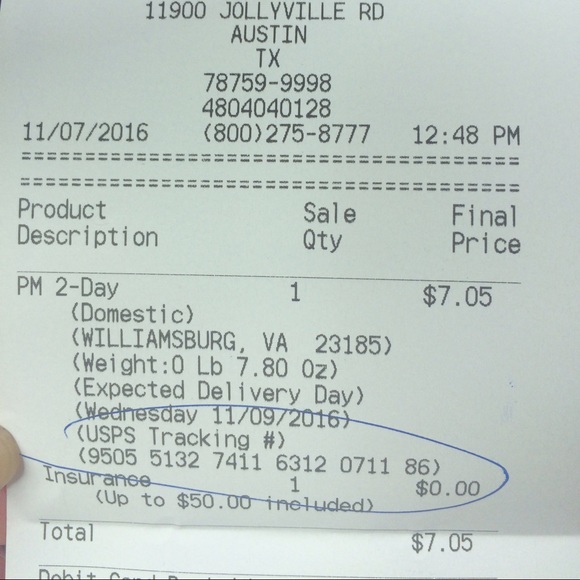 11900 JOLLYVILLE RD
AUSTIN
TX
78759-9998
4804040128
11/07/2016 (800)275-8777 12:48 PM
========================================
========================================
Product Sale Final
Description Qty Price
PM 2-Day 1 $7.05
(Domestic)
(WILLIAMSBURG, VA 23185)
(Weight:0 Lb 7.80 Oz)
(Expected Delivery Day)
(Wednesday 11/09/2016)
(USPS Tracking #)
(9505 5132 7411 6312 0711 86)
Insurance 1 $0.00
(Up to $50.00 included)
Total $7.05
Debit Card